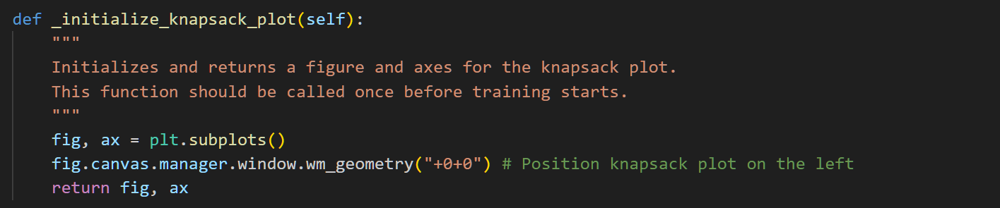 def _initialize_knapsack_plot(self):
    """
    Initializes and returns a figure and axes for the knapsack plot.
    This function should be called once before training starts.
    """
    fig, ax = plt.subplots()
    fig.canvas.manager.window.wm_geometry("+0+0") # Position knapsack plot on the left
    return fig, ax